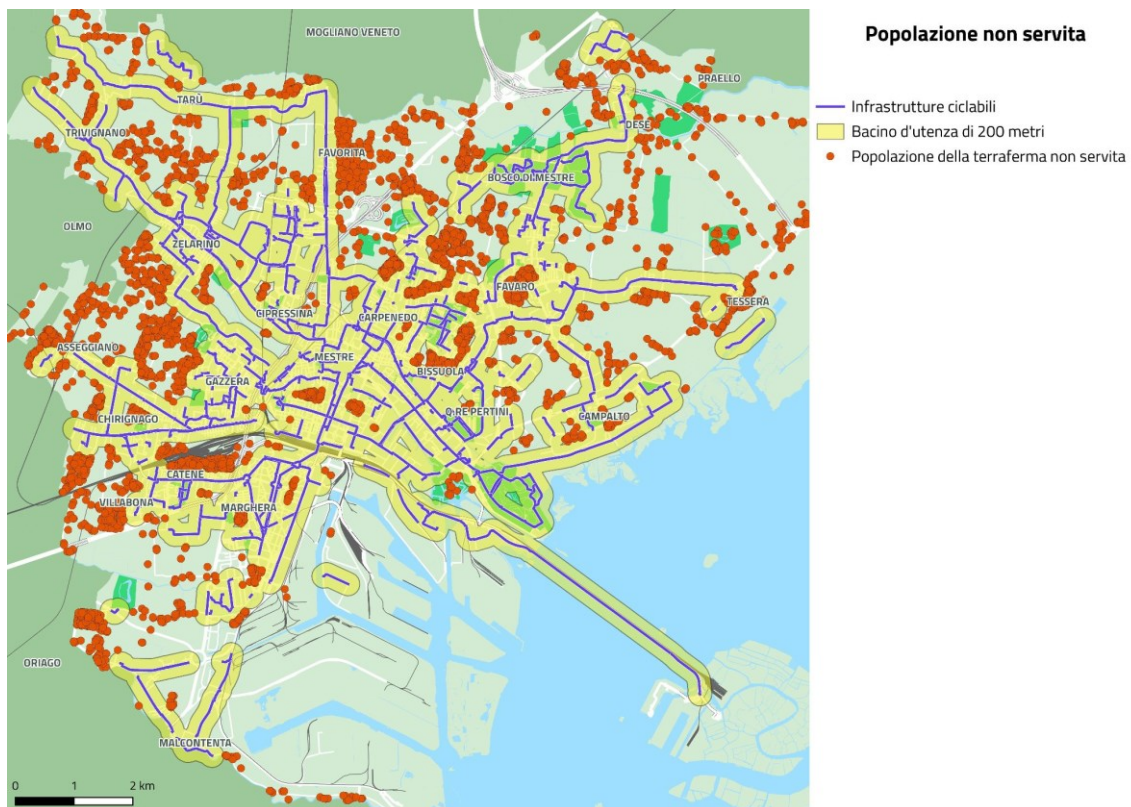 Popolazione non servita
Infrastrutture ciclabili
Bacino d'utenza di 200 metri
Popolazione della terraferma non servita
MOGLIANO VENETO
PRAELLO
TARÙ
DESE
TRIVIGNANO
FAVORITA
BOSCO DI MESTRE
OLMO
ZELARINO
FAVARO
TESSERA
CIPRESSINA
CARPENEDO
ASSEGGIANO
MESTRE
BISSUOLA
GAZZERA
Q.RE PERTINI
CAMPALTO
CHIRIGNAGO
CATENE
VILLABONA
MARGHERA
ORIAGO
MALCONTENTA
0 1 2 km